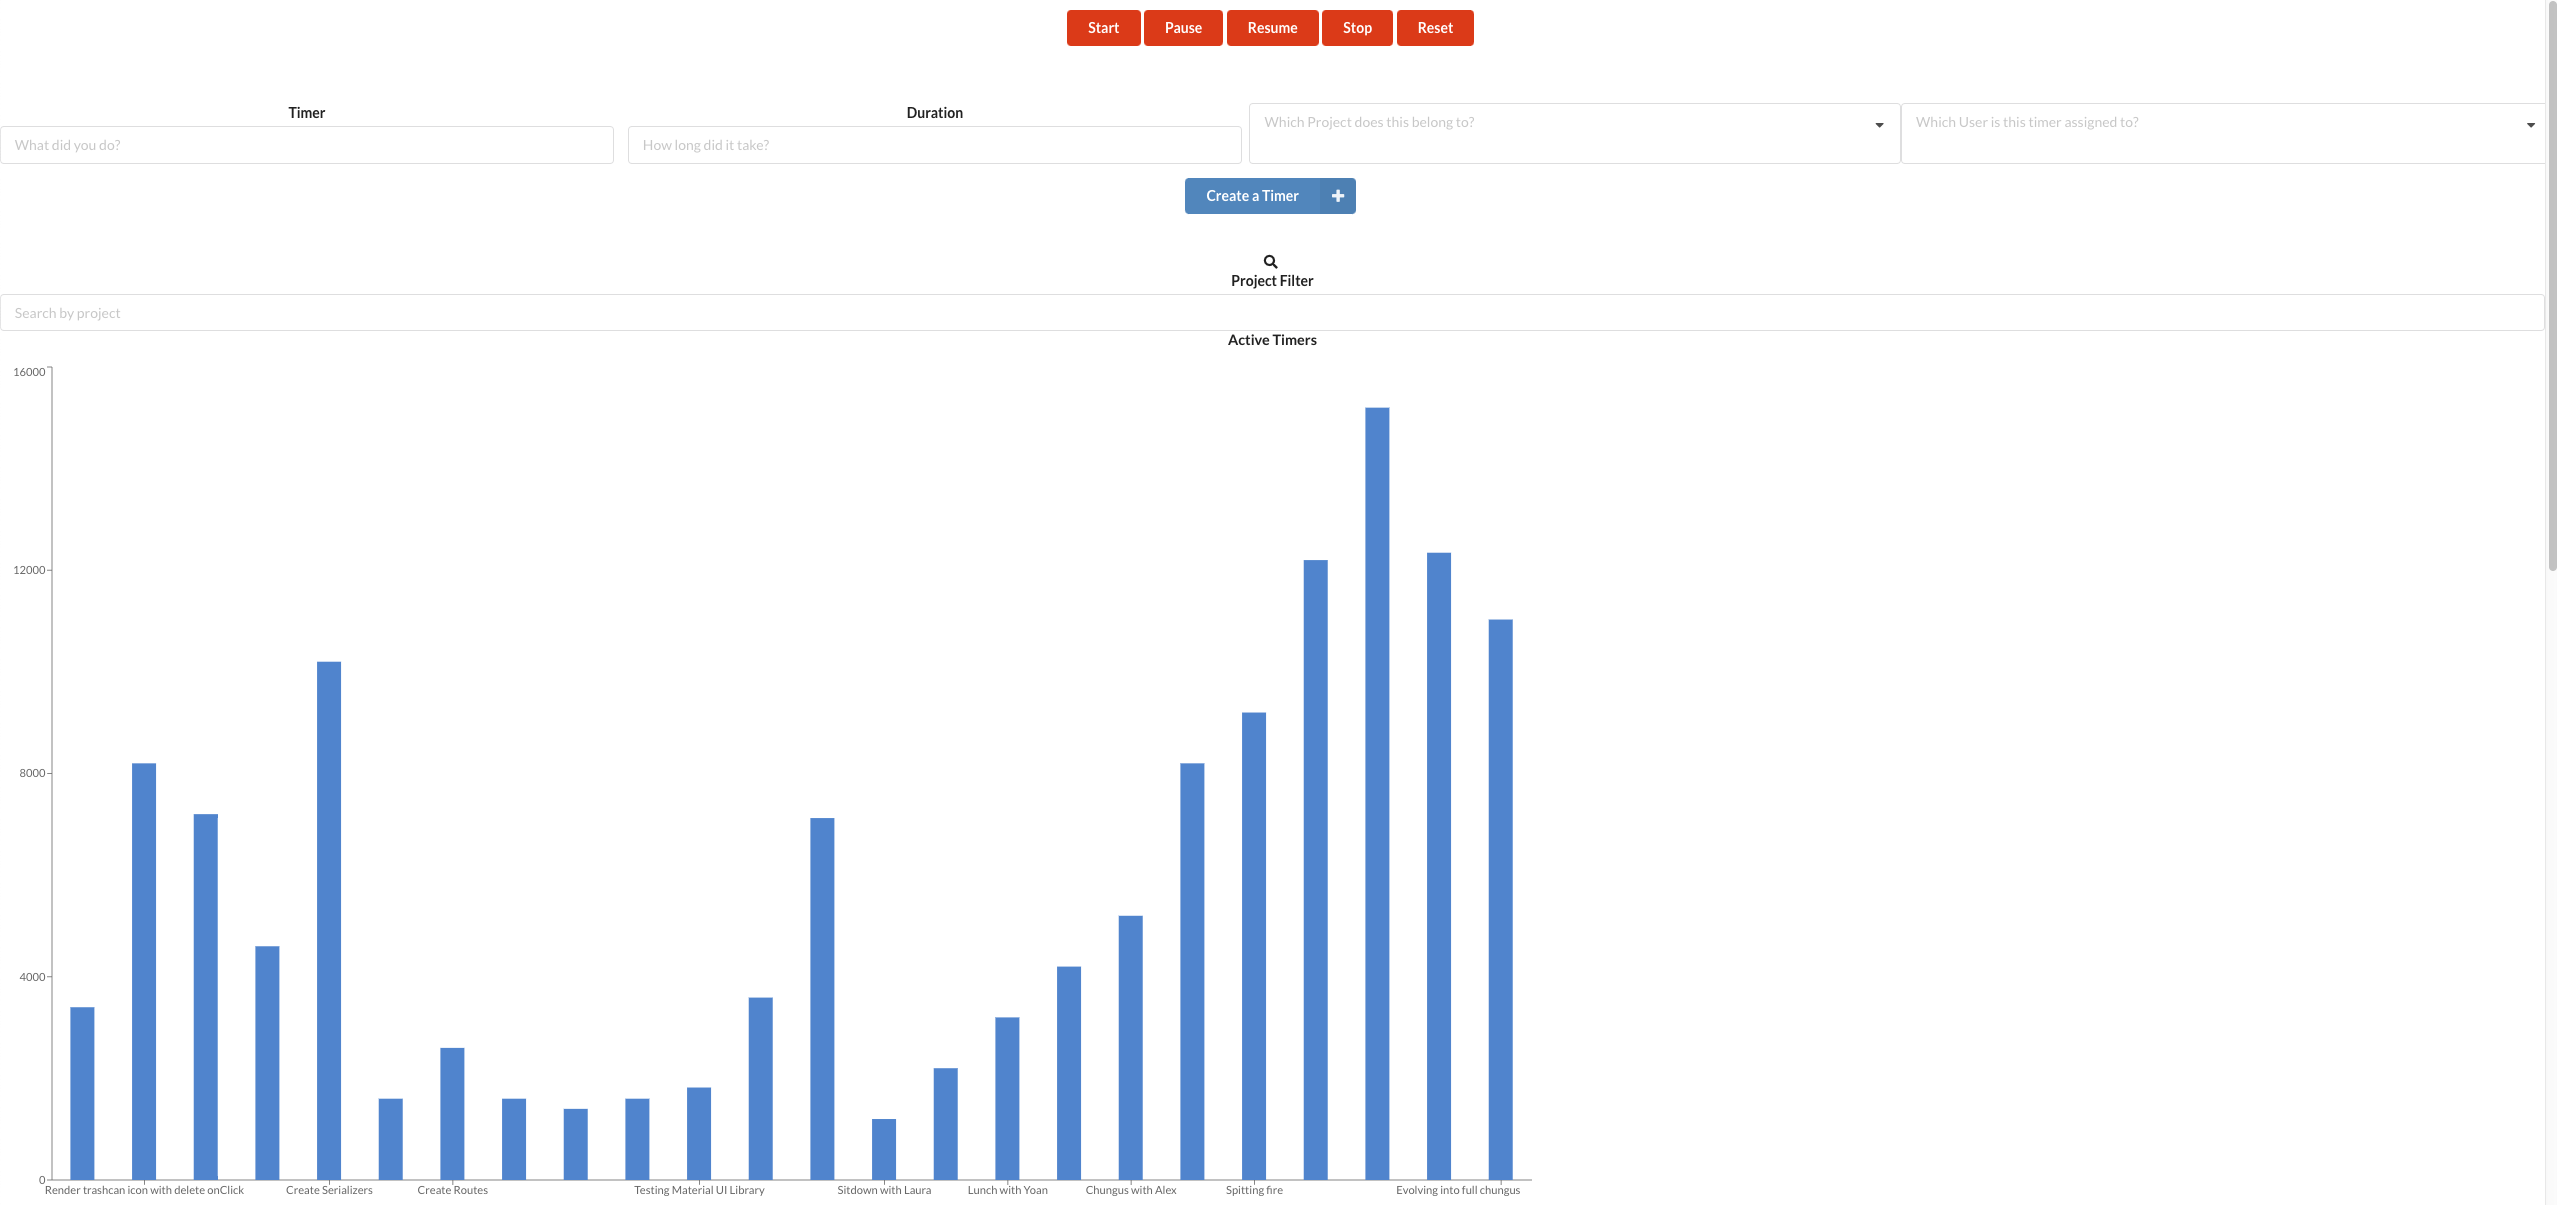 Start Pause Resume Stop Reset
Timer Duration
Which Project does this belong to? Which User is this timer assigned to?
What did you do? How long did it take?
Create a Timer
Project Filter
Search by project
Active Timers
16000
12000
8000
4000
0
Render trashcan icon with delete onClick Create Serializers Create Routes Testing Material UI Library Sitdown with Laura Lunch with Yoan Chungus with Alex Spitting fire Evolving into full chungus